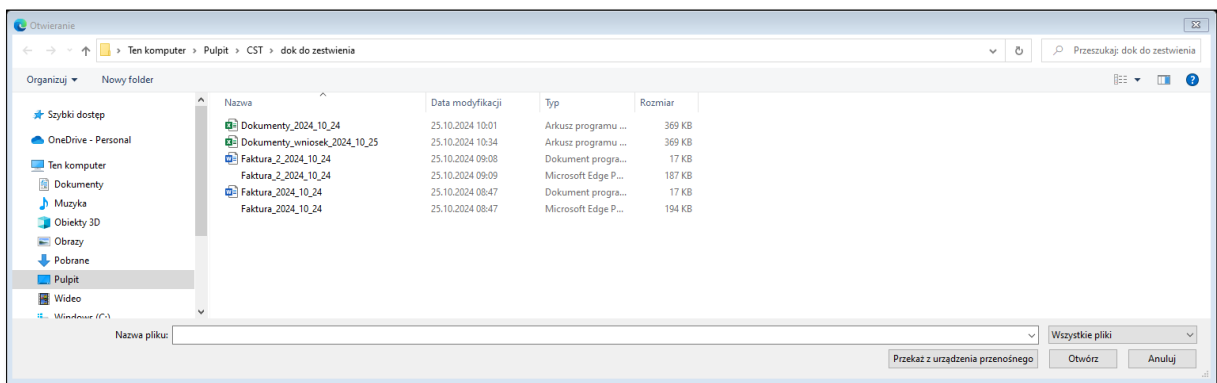 Otwieranie
Ten komputer > Pulpit > CST > dok do zestwienia
Przeszukaj: dok do zestwienia
Organizuj Nowy folder
Nazwa Data modyfikacji Typ Rozmiar
Szybki dostęp
OneDrive - Personal
Ten komputer
Dokumenty
Muzyka
Obiekty 3D
Obrazy
Pobrane
Pulpit
Wideo
Windows (C:)
Dokumenty_2024_10_24 25.10.2024 10:01 Arkusz programu ... 369 KB
Dokumenty_wniosek_2024_10_25 25.10.2024 10:34 Arkusz programu ... 369 KB
Faktura_2_2024_10_24 25.10.2024 09:08 Dokument progra... 17 KB
Faktura_2_2024_10_24 25.10.2024 09:09 Microsoft Edge P... 187 KB
Faktura_2024_10_24 25.10.2024 08:47 Dokument progra... 17 KB
Faktura_2024_10_24 25.10.2024 08:47 Microsoft Edge P... 194 KB
Nazwa pliku: Wszystkie pliki
Przekaż z urządzenia przenośnego Otwórz Anuluj